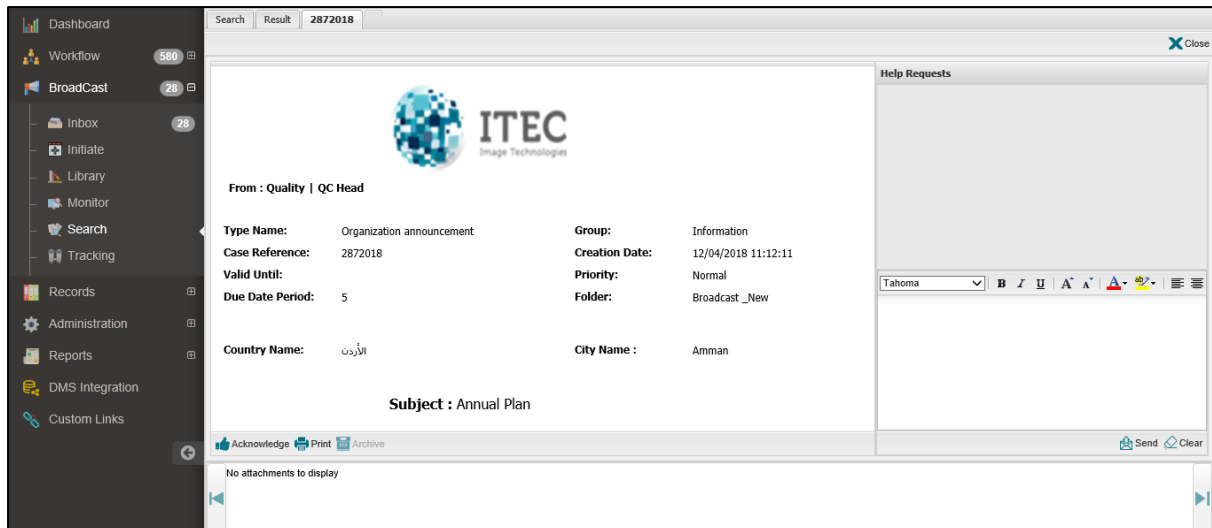 Dashboard
Workflow 580
BroadCast 28
Inbox 28
Initiate
Library
Monitor
Search
Tracking
Records
Administration
Reports
DMS Integration
Custom Links
Search Result 2872018
Close
ITEC
Image Technologies
From : Quality | QC Head
Type Name: Organization announcement Group: Information
Case Reference: 2872018 Creation Date: 12/04/2018 11:12:11
Valid Until: Priority: Normal
Due Date Period: 5 Folder: Broadcast _New
Country Name: الأردن City Name : Amman
Subject : Annual Plan
Acknowledge Print Archive
Help Requests
Tahoma B I U A A A ab
Send Clear
No attachments to display